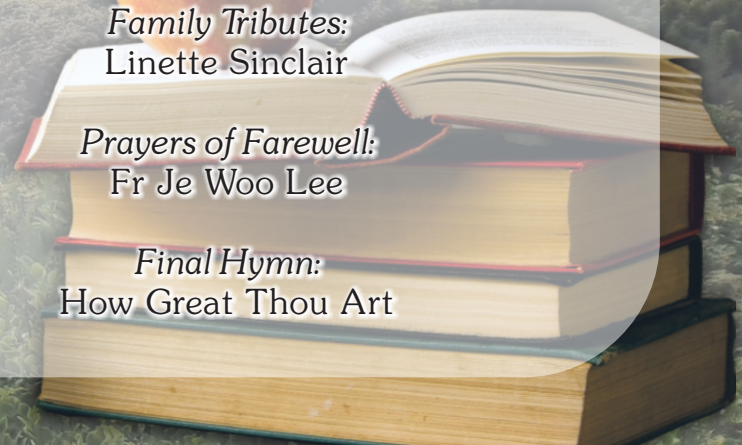 Family Tributes:
Linette Sinclair
Prayers of Farewell:
Fr Je Woo Lee
Final Hymn:
How Great Thou Art